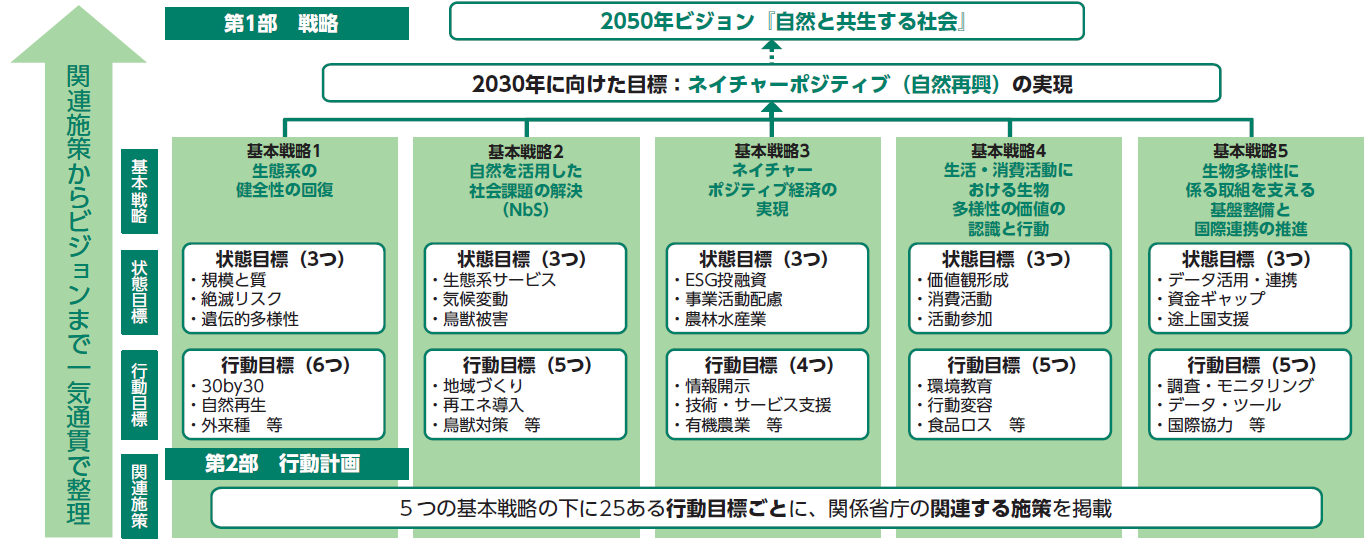 第1部　戦略
2050年ビジョン『自然と共生する社会』
2030年に向けた目標：ネイチャーポジティブ（自然再興）の実現
関連施策からビジョンまで一気通貫で整理
基本戦略
基本戦略1
生態系の
健全性の回復
基本戦略2
自然を活用した
社会課題の解決
（NbS）
基本戦略3
ネイチャー
ポジティブ経済の
実現
基本戦略4
生活・消費活動に
おける生物
多様性の価値の
認識と行動
基本戦略5
生物多様性に
係る取組を支える
基盤整備と
国際連携の推進
状態目標
状態目標（3つ）
・規模と質
・絶滅リスク
・遺伝的多様性
状態目標（3つ）
・生態系サービス
・気候変動
・鳥獣被害
状態目標（3つ）
・ESG投融資
・事業活動配慮
・農林水産業
状態目標（3つ）
・価値観形成
・消費活動
・活動参加
状態目標（3つ）
・データ活用・連携
・資金ギャップ
・途上国支援
行動目標
行動目標（6つ）
・30by30
・自然再生
・外来種　等
行動目標（5つ）
・地域づくり
・再エネ導入
・鳥獣対策　等
行動目標（4つ）
・情報開示
・技術・サービス支援
・有機農業　等
行動目標（5つ）
・環境教育
・行動変容
・食品ロス　等
行動目標（5つ）
・調査・モニタリング
・データ・ツール
・国際協力　等
第2部　行動計画
関連施策
５つの基本戦略の下に25ある行動目標ごとに、関係省庁の関連する施策を掲載